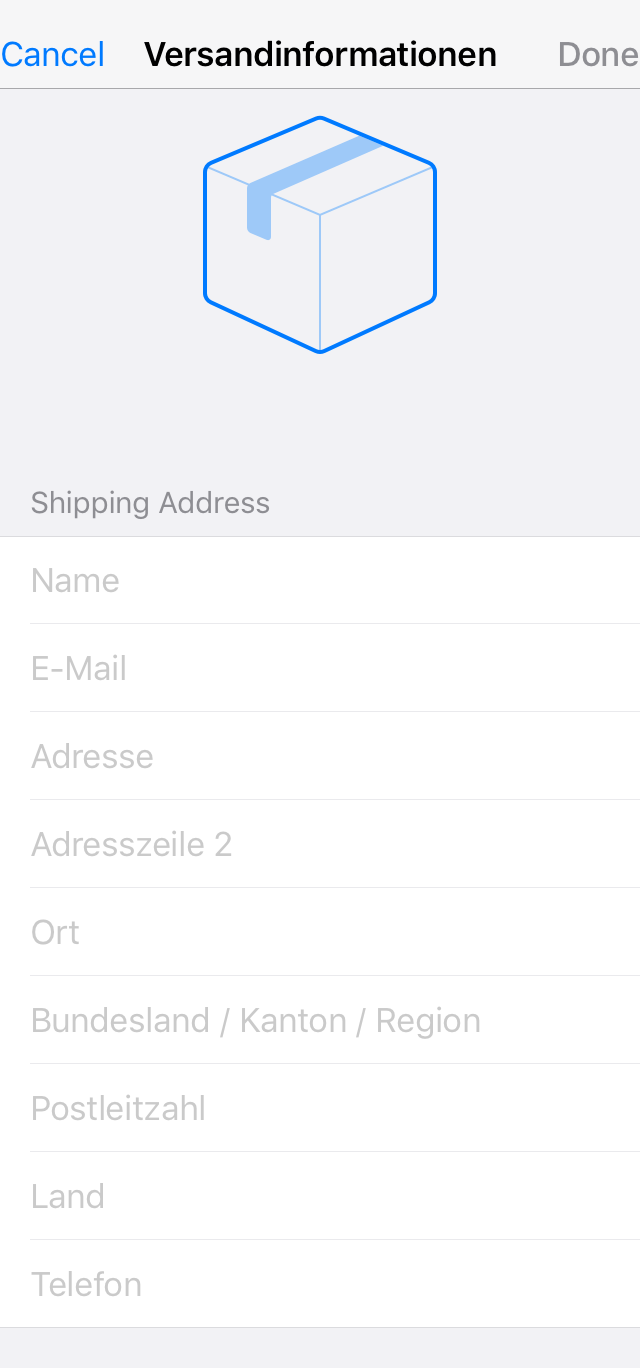 Cancel Versandinformationen Done
Shipping Address
Name
E-Mail
Adresse
Adresszeile 2
Ort
Bundesland / Kanton / Region
Postleitzahl
Land
Telefon